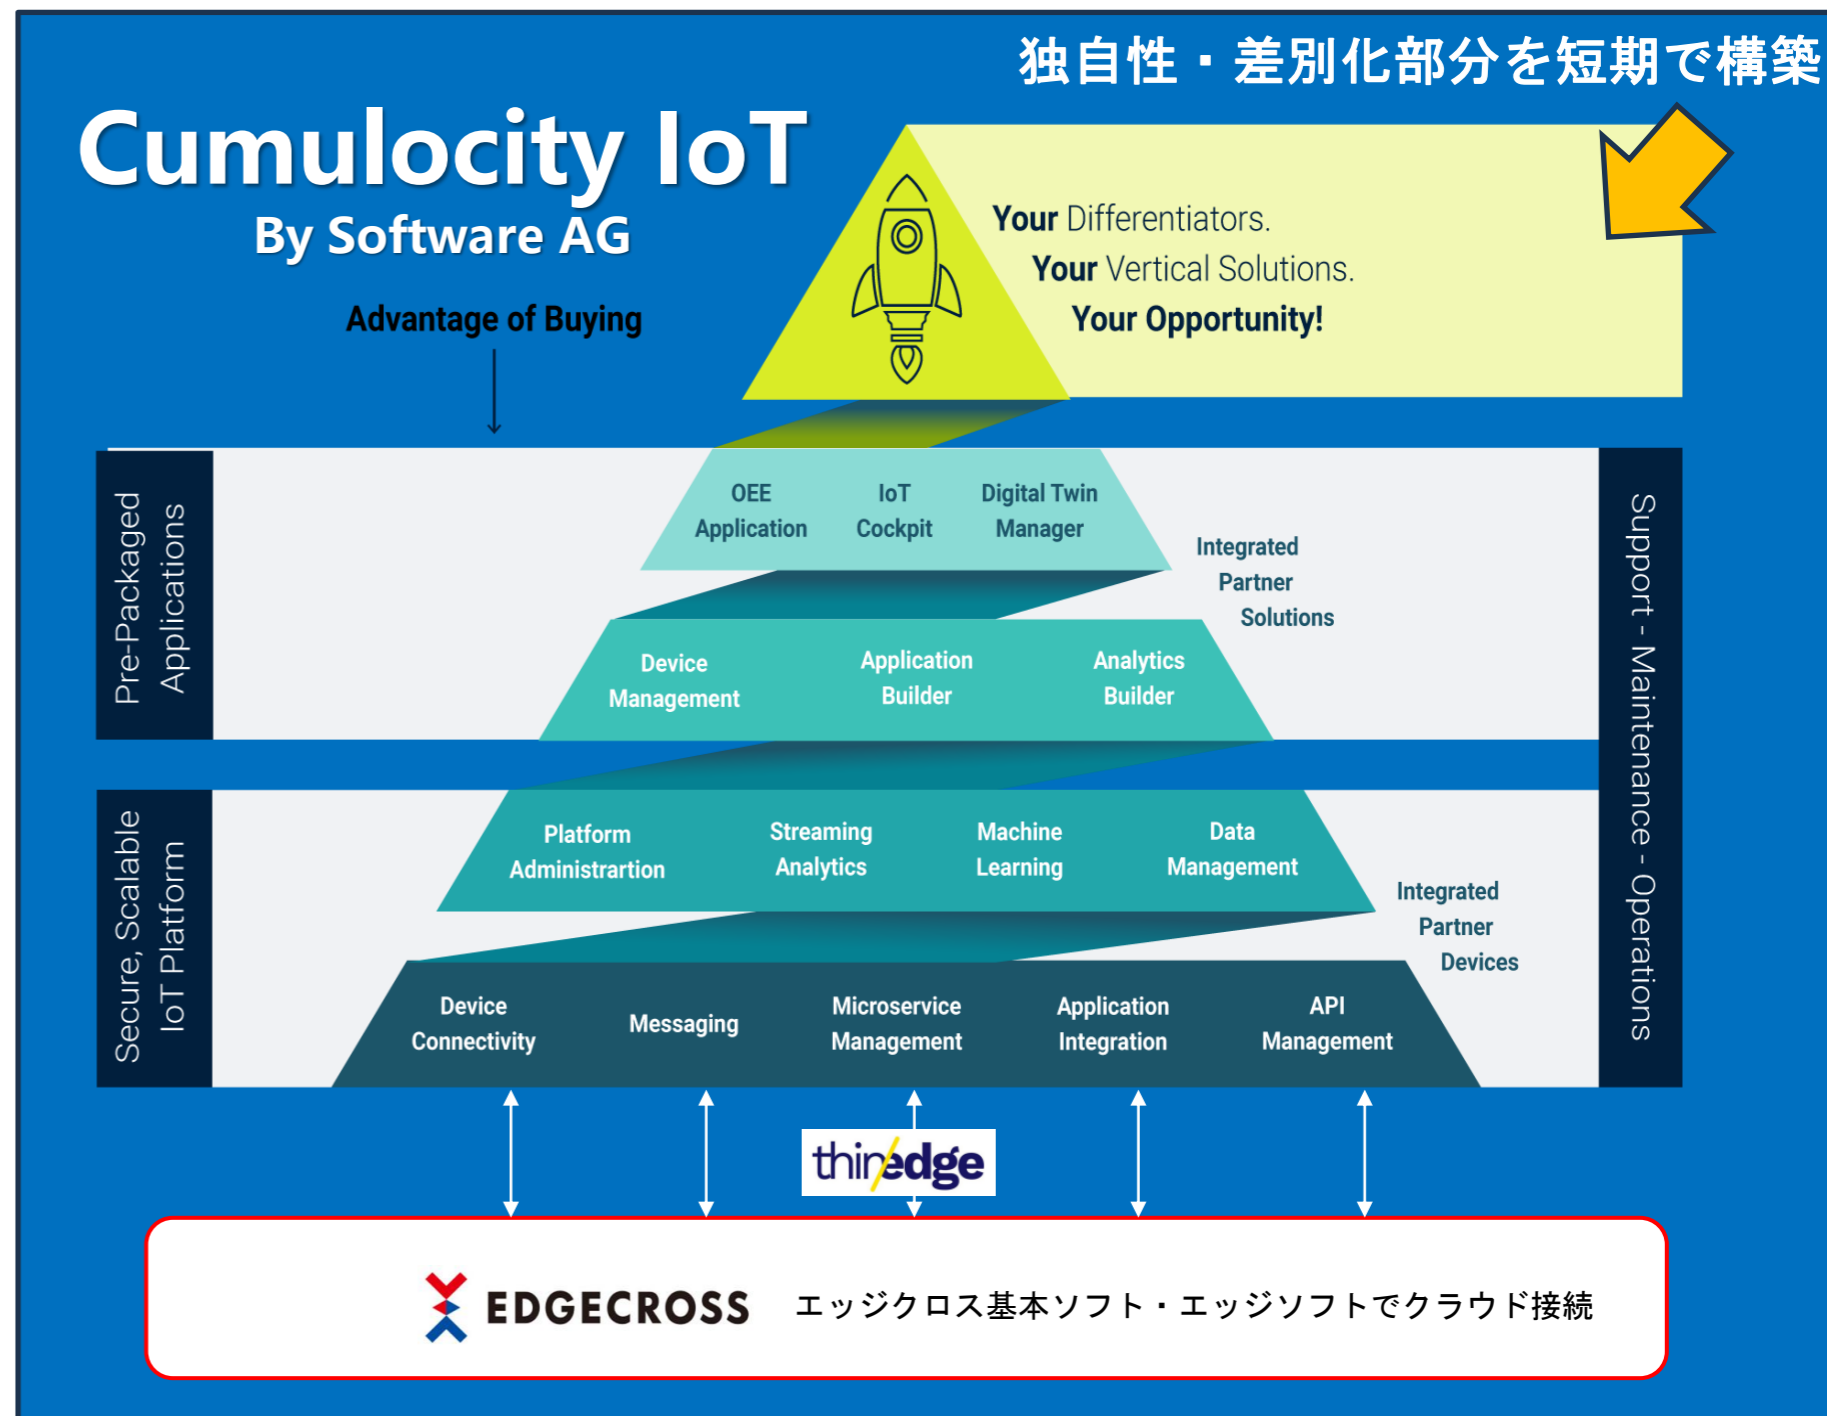 独自性・差別化部分を短期で構築
Cumulocity IoT
By Software AG
Your Differentiators.
Your Vertical Solutions.
Your Opportunity!
Advantage of Buying
Pre-Packaged
Applications
OEE
Application
IoT
Cockpit
Digital Twin
Manager
Integrated
Partner
Solutions
Device
Management
Application
Builder
Analytics
Builder
Support - Maintenance - Operations
Secure, Scalable
IoT Platform
Platform
Administrartion
Streaming
Analytics
Machine
Learning
Data
Management
Integrated
Partner
Devices
Device
Connectivity
Messaging
Microservice
Management
Application
Integration
API
Management
thin/edge
EDGECROSS エッジクロス基本ソフト・エッジソフトでクラウド接続